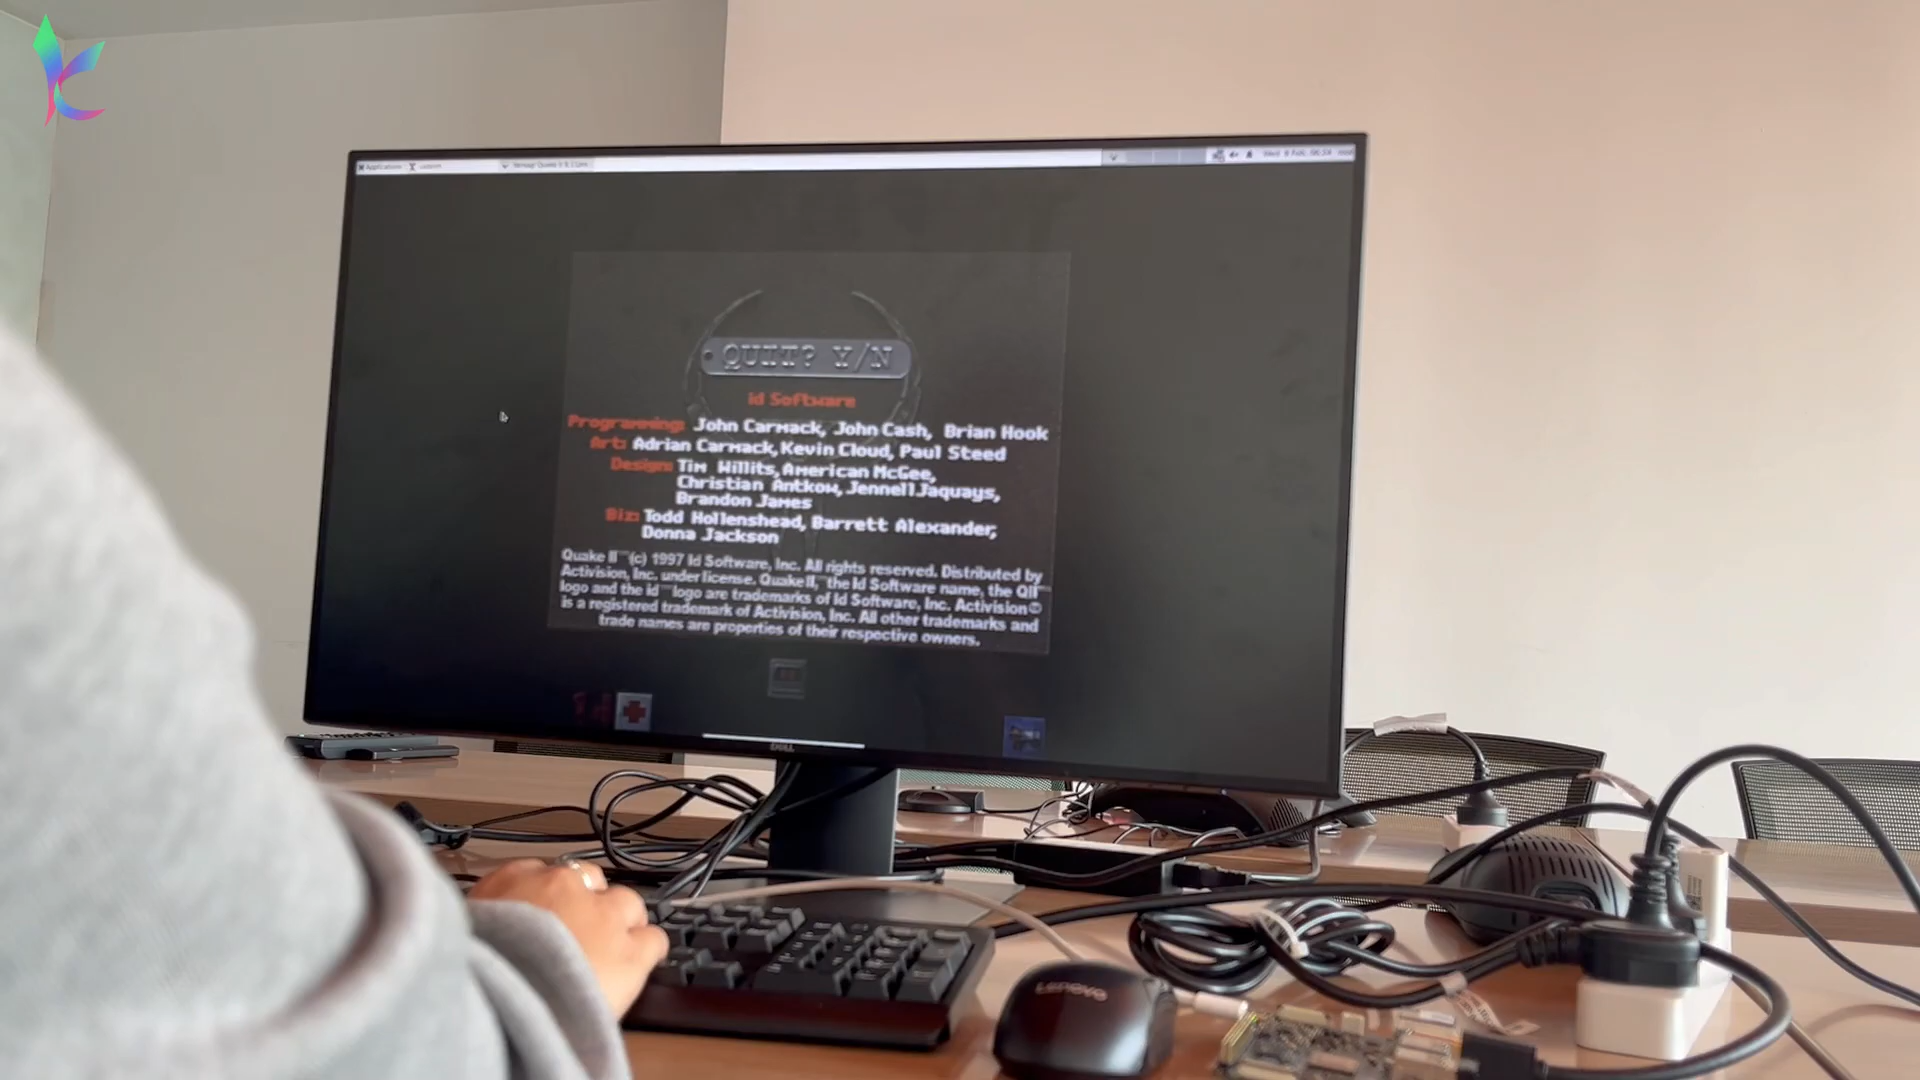 Applications
QUIT? Y/N
id Software
Programming: John Carmack, John Cash, Brian Hook
Art: Adrian Carmack, Kevin Cloud, Paul Steed
Design: Tim Willits, American McGee,
Christian Antkow, Jennell Jaquays,
Brandon James
Biz: Todd Hollenshead, Barrett Alexander,
Donna Jackson
Quake II™ (c) 1997 Id Software, Inc. All rights reserved. Distributed by
Activision, Inc. under license. Quake II,™ the Id Software name, the QII™
logo and the id™ logo are trademarks of Id Software, Inc. Activision®
is a registered trademark of Activision, Inc. All other trademarks and
trade names are properties of their respective owners.
DELL
Lenovo